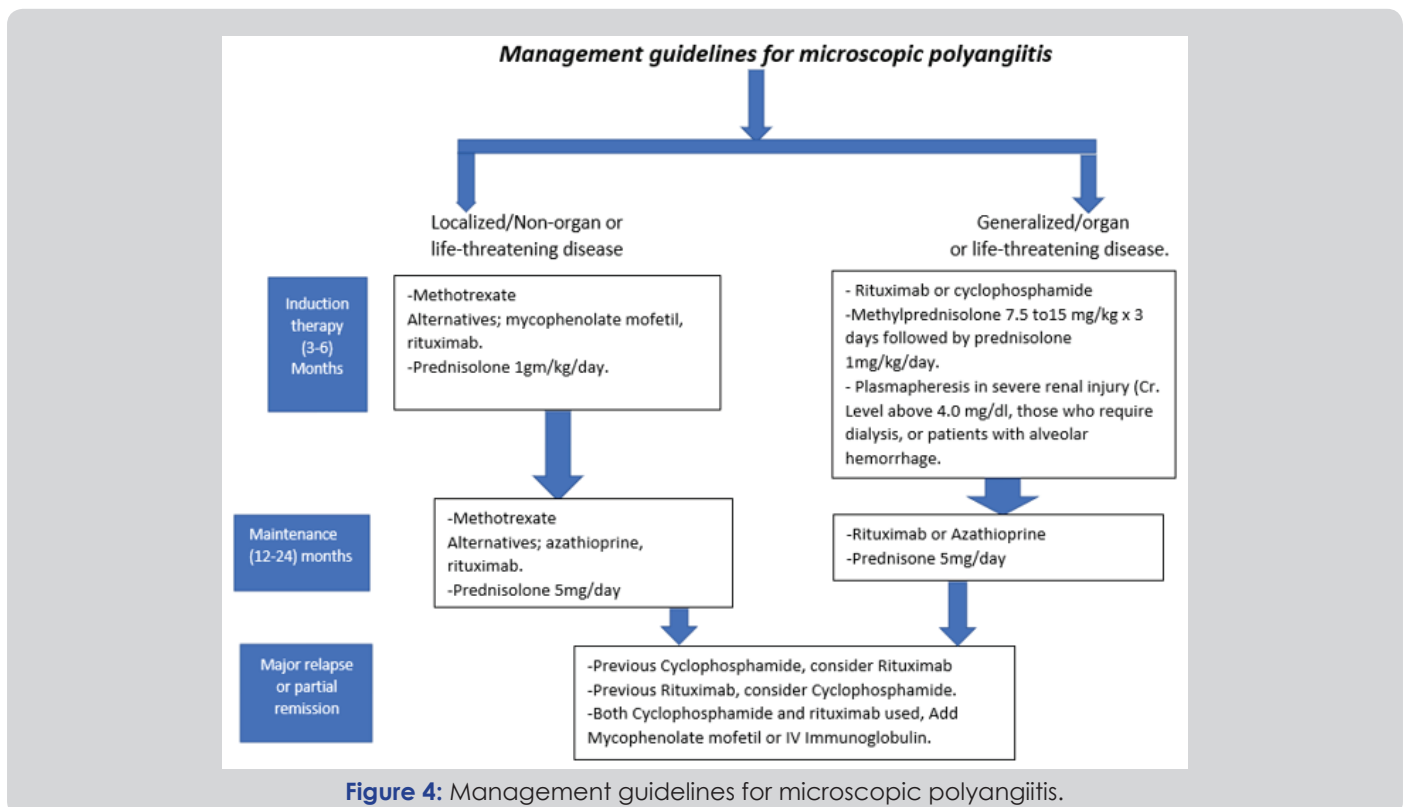 Management guidelines for microscopic polyangiitis
Localized/Non-organ or
life-threatening disease
Generalized/organ
or life-threatening disease.
Induction
therapy
(3-6)
Months
-Methotrexate
Alternatives; mycophenolate mofetil,
rituximab.
-Prednisolone 1gm/kg/day.
- Rituximab or cyclophosphamide
-Methylprednisolone 7.5 to15 mg/kg x 3
days followed by prednisolone
1mg/kg/day.
- Plasmapheresis in severe renal injury (Cr.
Level above 4.0 mg/dl, those who require
dialysis, or patients with alveolar
hemorrhage.
Maintenance
(12-24) months
-Methotrexate
Alternatives; azathioprine,
rituximab.
-Prednisolone 5mg/day
-Rituximab or Azathioprine
-Prednisone 5mg/day
Major relapse
or partial
remission
-Previous Cyclophosphamide, consider Rituximab
-Previous Rituximab, consider Cyclophosphamide.
-Both Cyclophosphamide and rituximab used, Add
Mycophenolate mofetil or IV Immunoglobulin.
Figure 4: Management guidelines for microscopic polyangiitis.